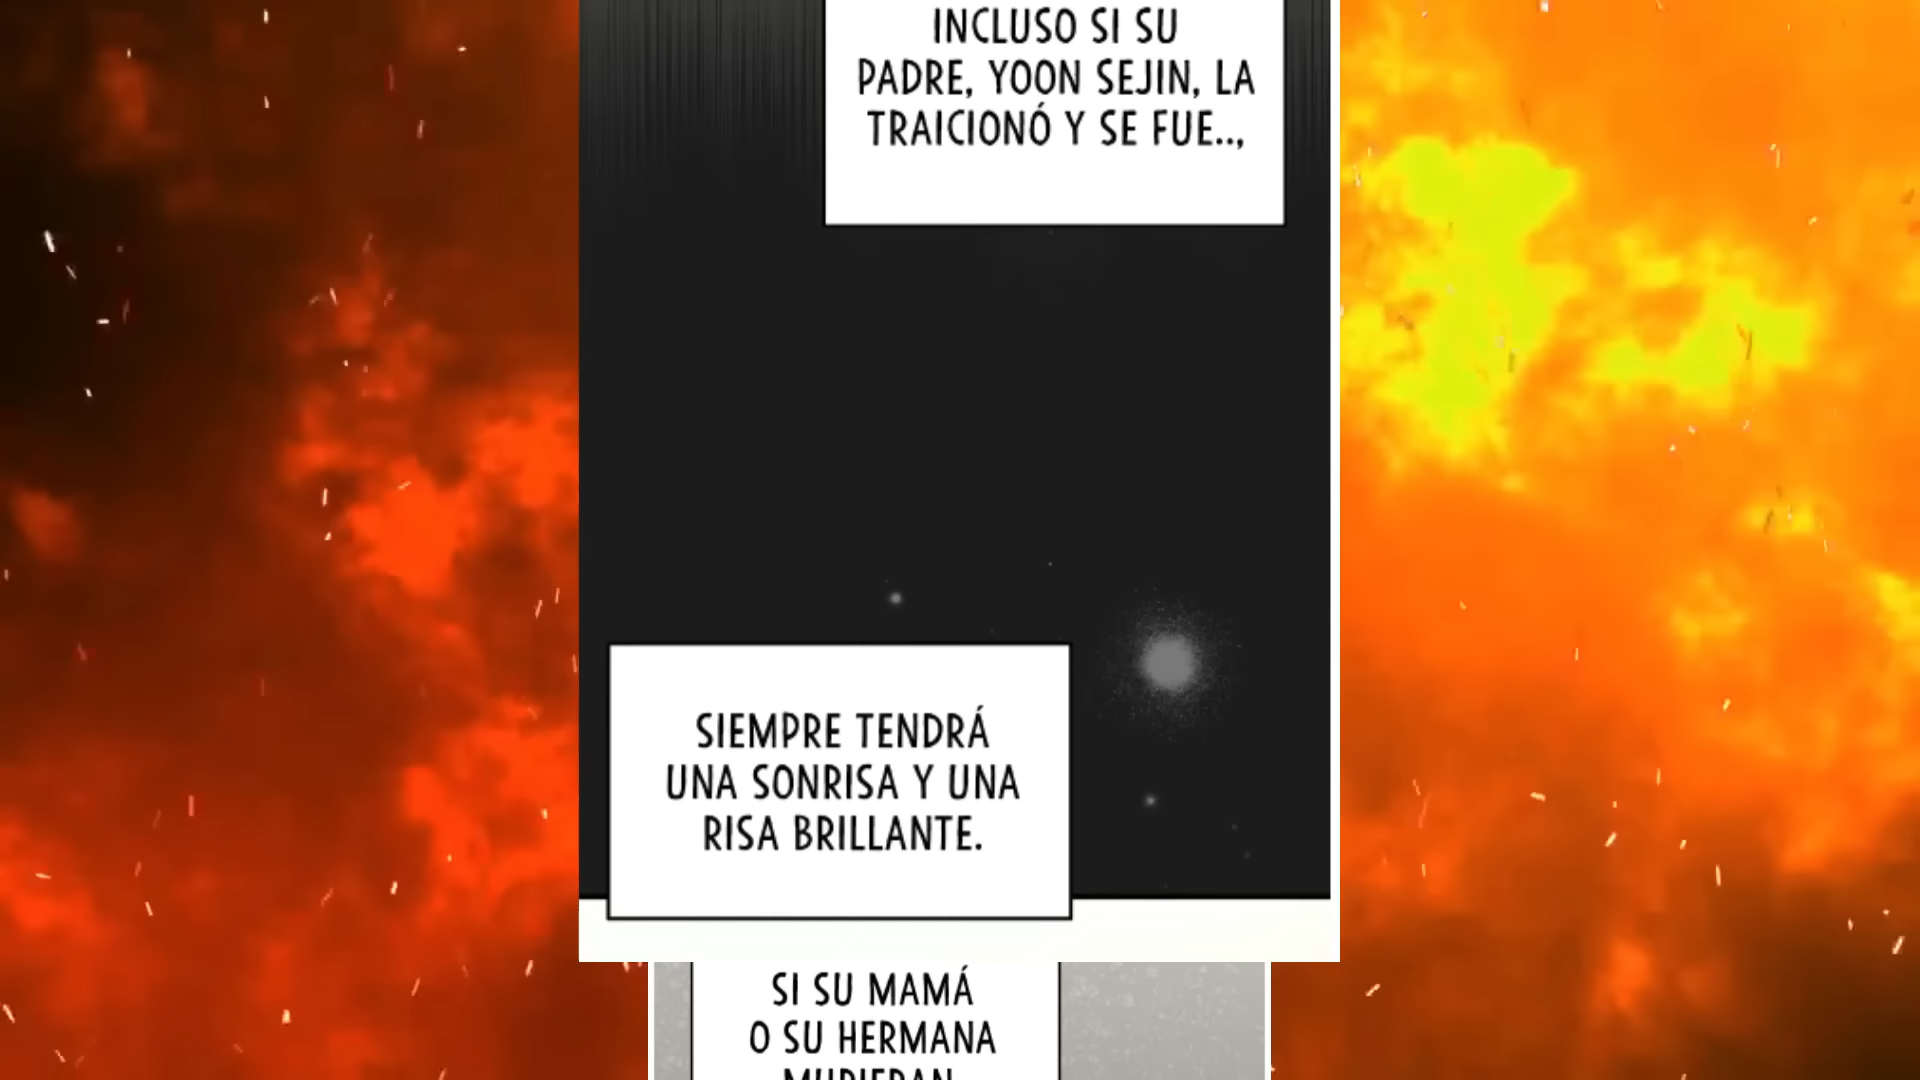 INCLUSO SI SU
PADRE, YOON SEJIN, LA
TRAICIONÓ Y SE FUE..,
SIEMPRE TENDRÁ
UNA SONRISA Y UNA
RISA BRILLANTE.
SI SU MAMÁ
O SU HERMANA
MURIERAN